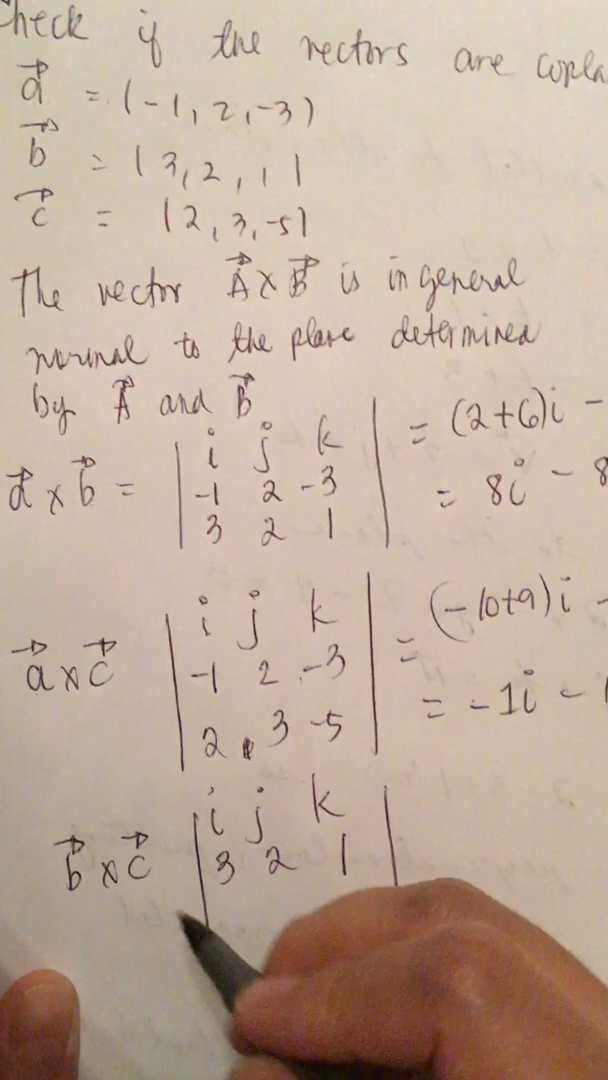 heck if the vectors are copla
a⃗ = (-1, 2, -3)
b⃗ = ( 3, 2, 1 )
c⃗ = (2, 3, -5)
The vector A⃗ x B⃗ is in general
normal to the plane determined
by A⃗ and B⃗
a⃗ x b⃗ = | i j k | = (2+6)i -
| -1 2 -3 | = 8i - 8
| 3 2 1 |
a⃗ x c⃗ | i j k | = (-10+9)i -
| -1 2 -3 |
| 2 3 -5 | = -1i - 1
b⃗ x c⃗ | i j k |
| 3 2 1 |